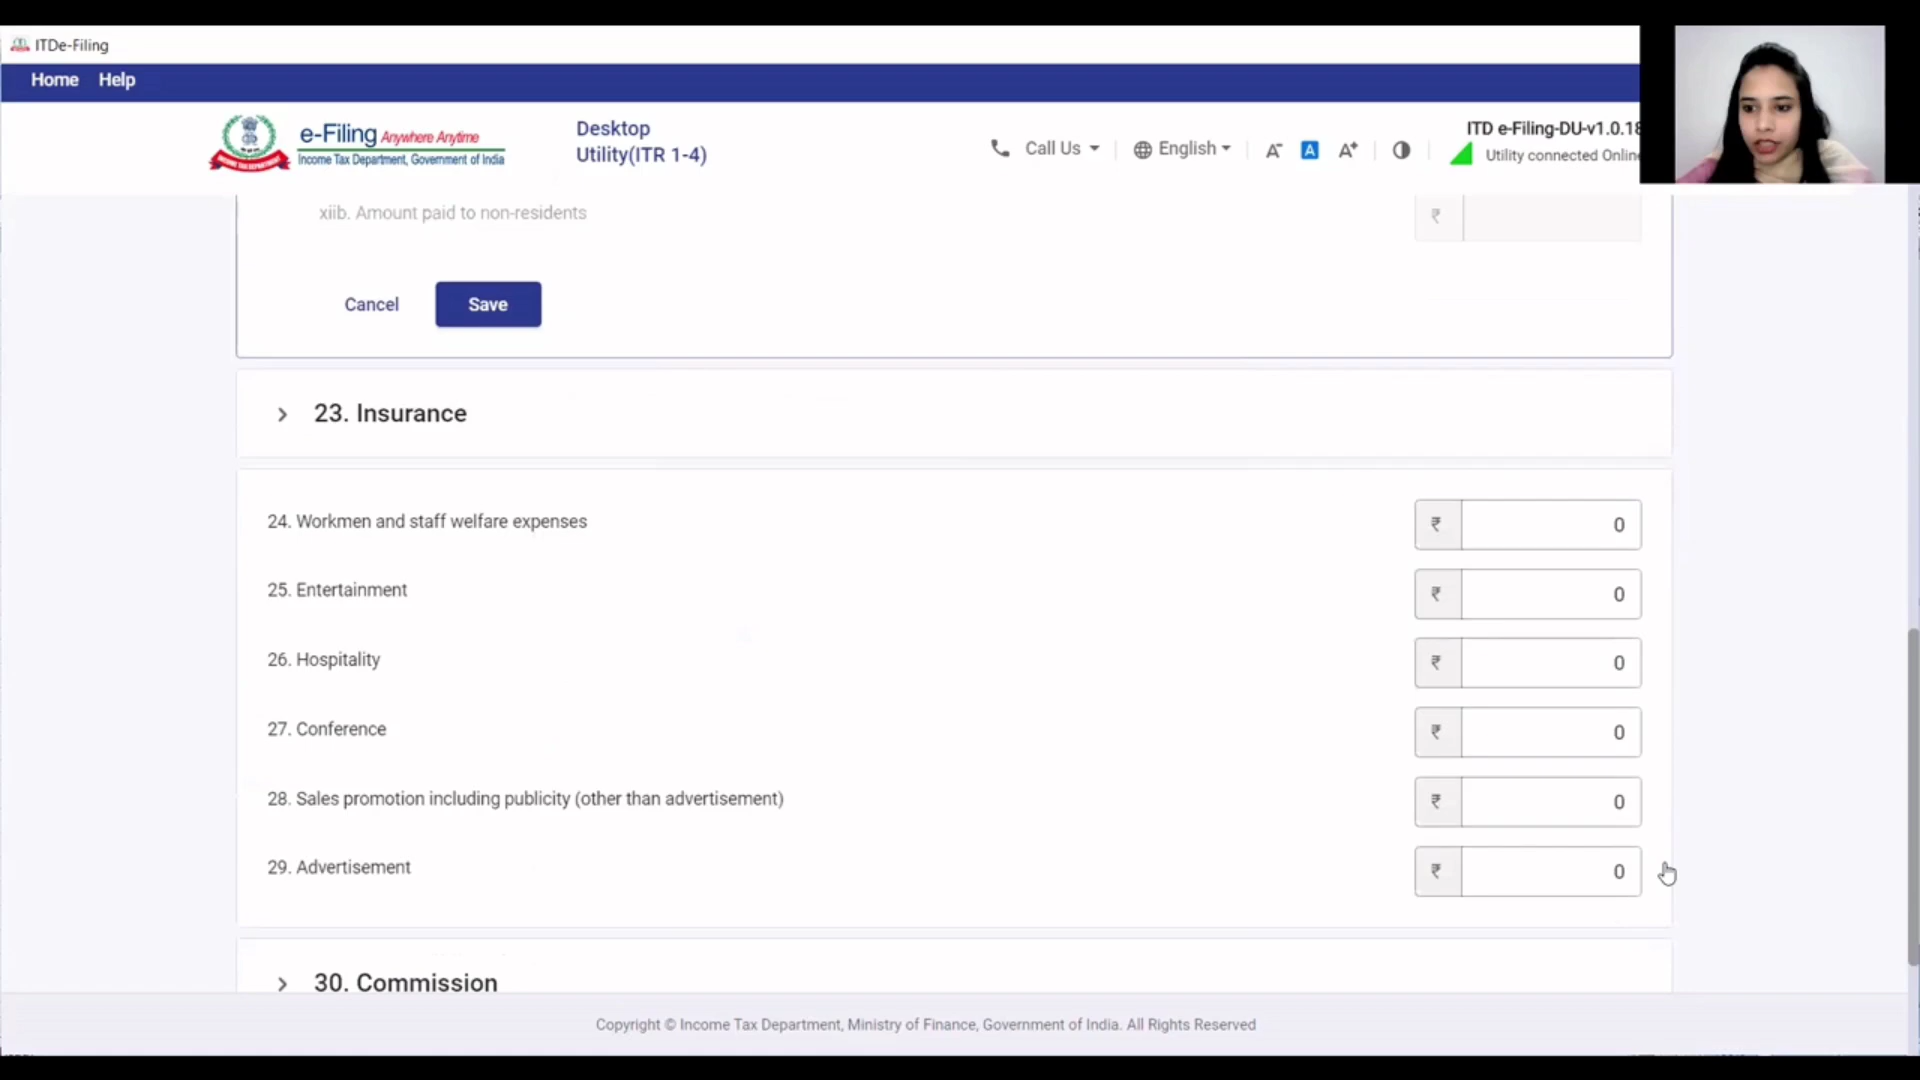 ITDe-Filing
Home Help
e-Filing Anywhere Anytime
Income Tax Department, Government of India
Desktop
Utility(ITR 1-4)
Call Us
English
A-
A
A+
ITD e-Filing-DU-v1.0.18
Utility connected Online
xiib. Amount paid to non-residents
₹
Cancel
Save
23. Insurance
24. Workmen and staff welfare expenses ₹ 0
25. Entertainment ₹ 0
26. Hospitality ₹ 0
27. Conference ₹ 0
28. Sales promotion including publicity (other than advertisement) ₹ 0
29. Advertisement ₹ 0
30. Commission
Copyright © Income Tax Department, Ministry of Finance, Government of India. All Rights Reserved